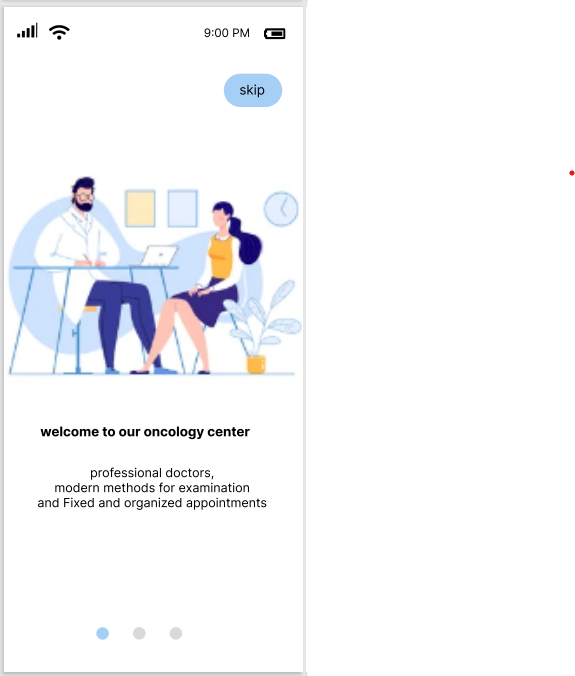 9:00 PM
skip
welcome to our oncology center
professional doctors,
modern methods for examination
and Fixed and organized appointments